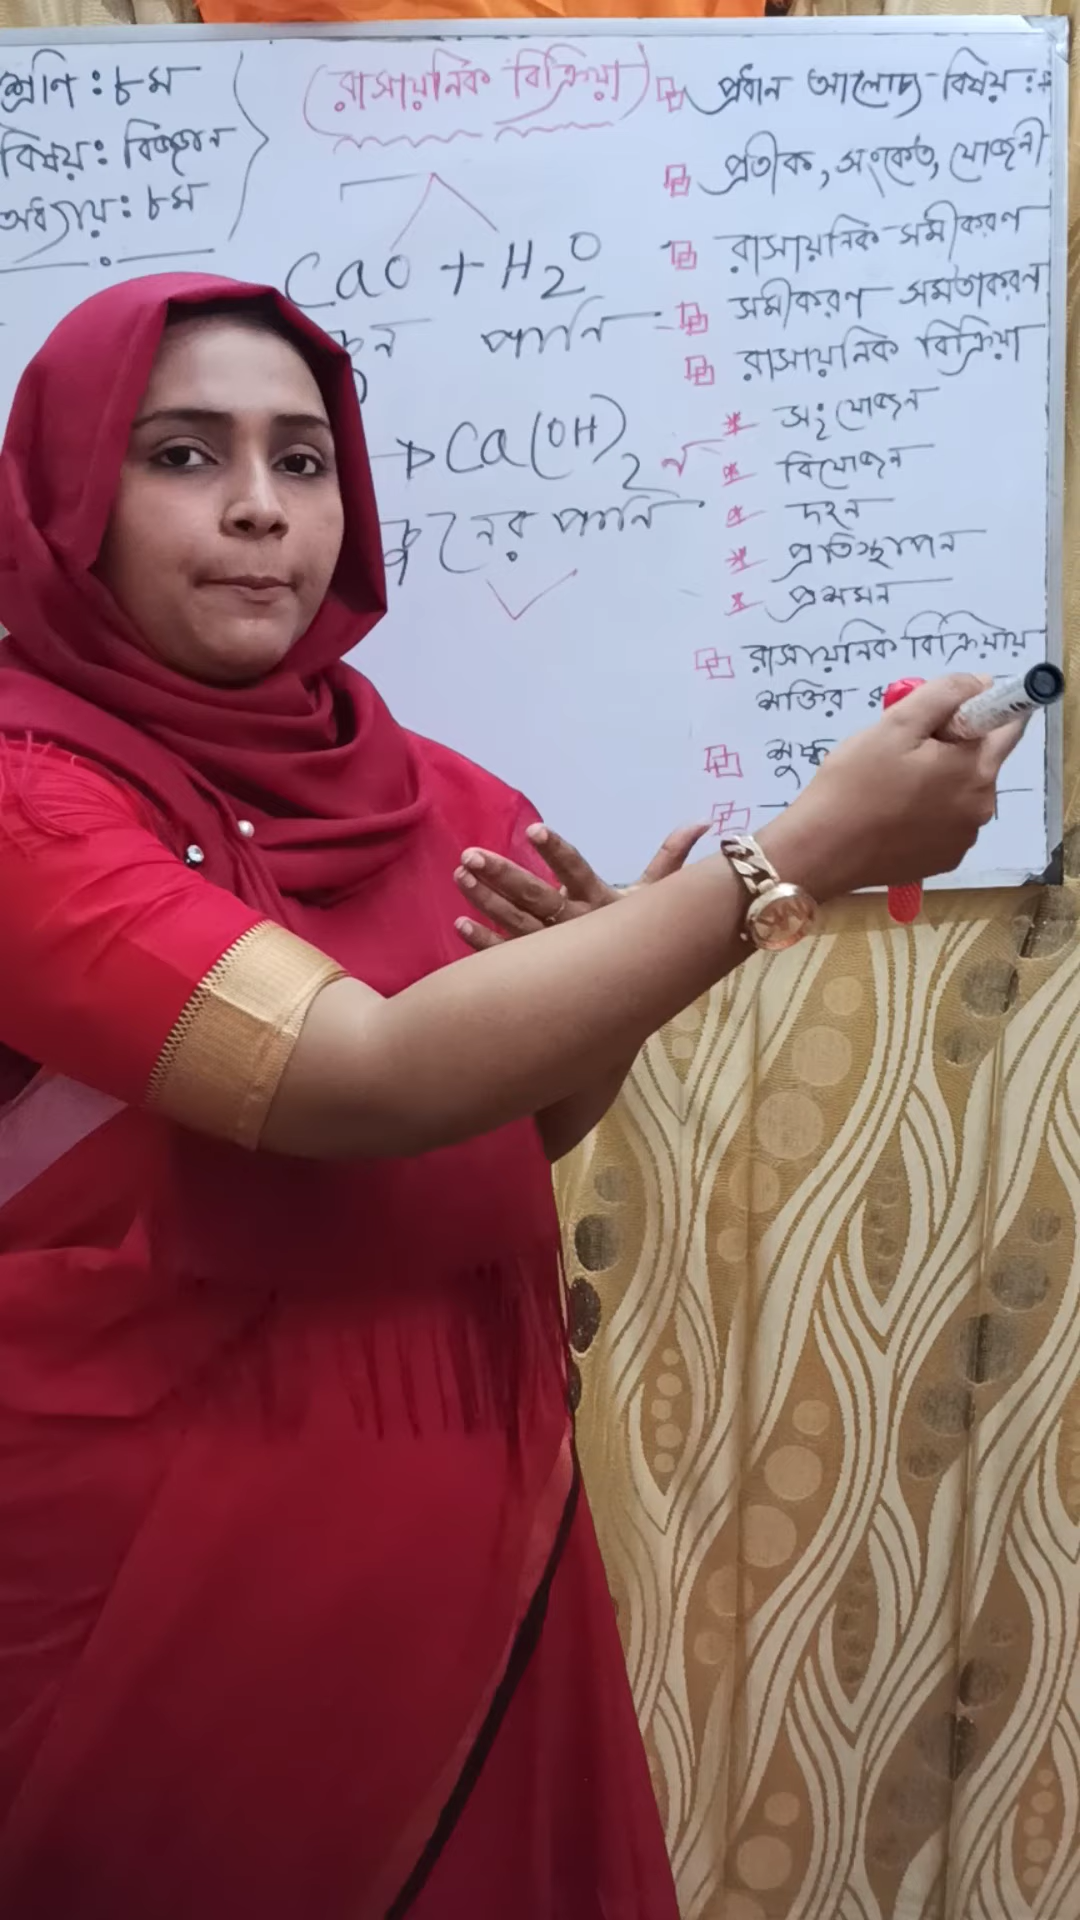 শ্রেণি : ৮ম
বিষয় : বিজ্ঞান
অধ্যায় : ৮ম
(রাসায়নিক বিক্রিয়া)
CaO + H2O
চুন পানি
→ Ca(OH)2
চুনের পানি
প্রধান আলোচ্য বিষয় :
প্রতীক, সংকেত, যোজনী
রাসায়নিক সমীকরণ
সমীকরণ সমতাকরণ
রাসায়নিক বিক্রিয়া
* সংযোজন
* বিযোজন
* দহন
* প্রতিস্থাপন
* প্রশমন
রাসায়নিক বিক্রিয়ায়
শক্তির
শুষ্ক